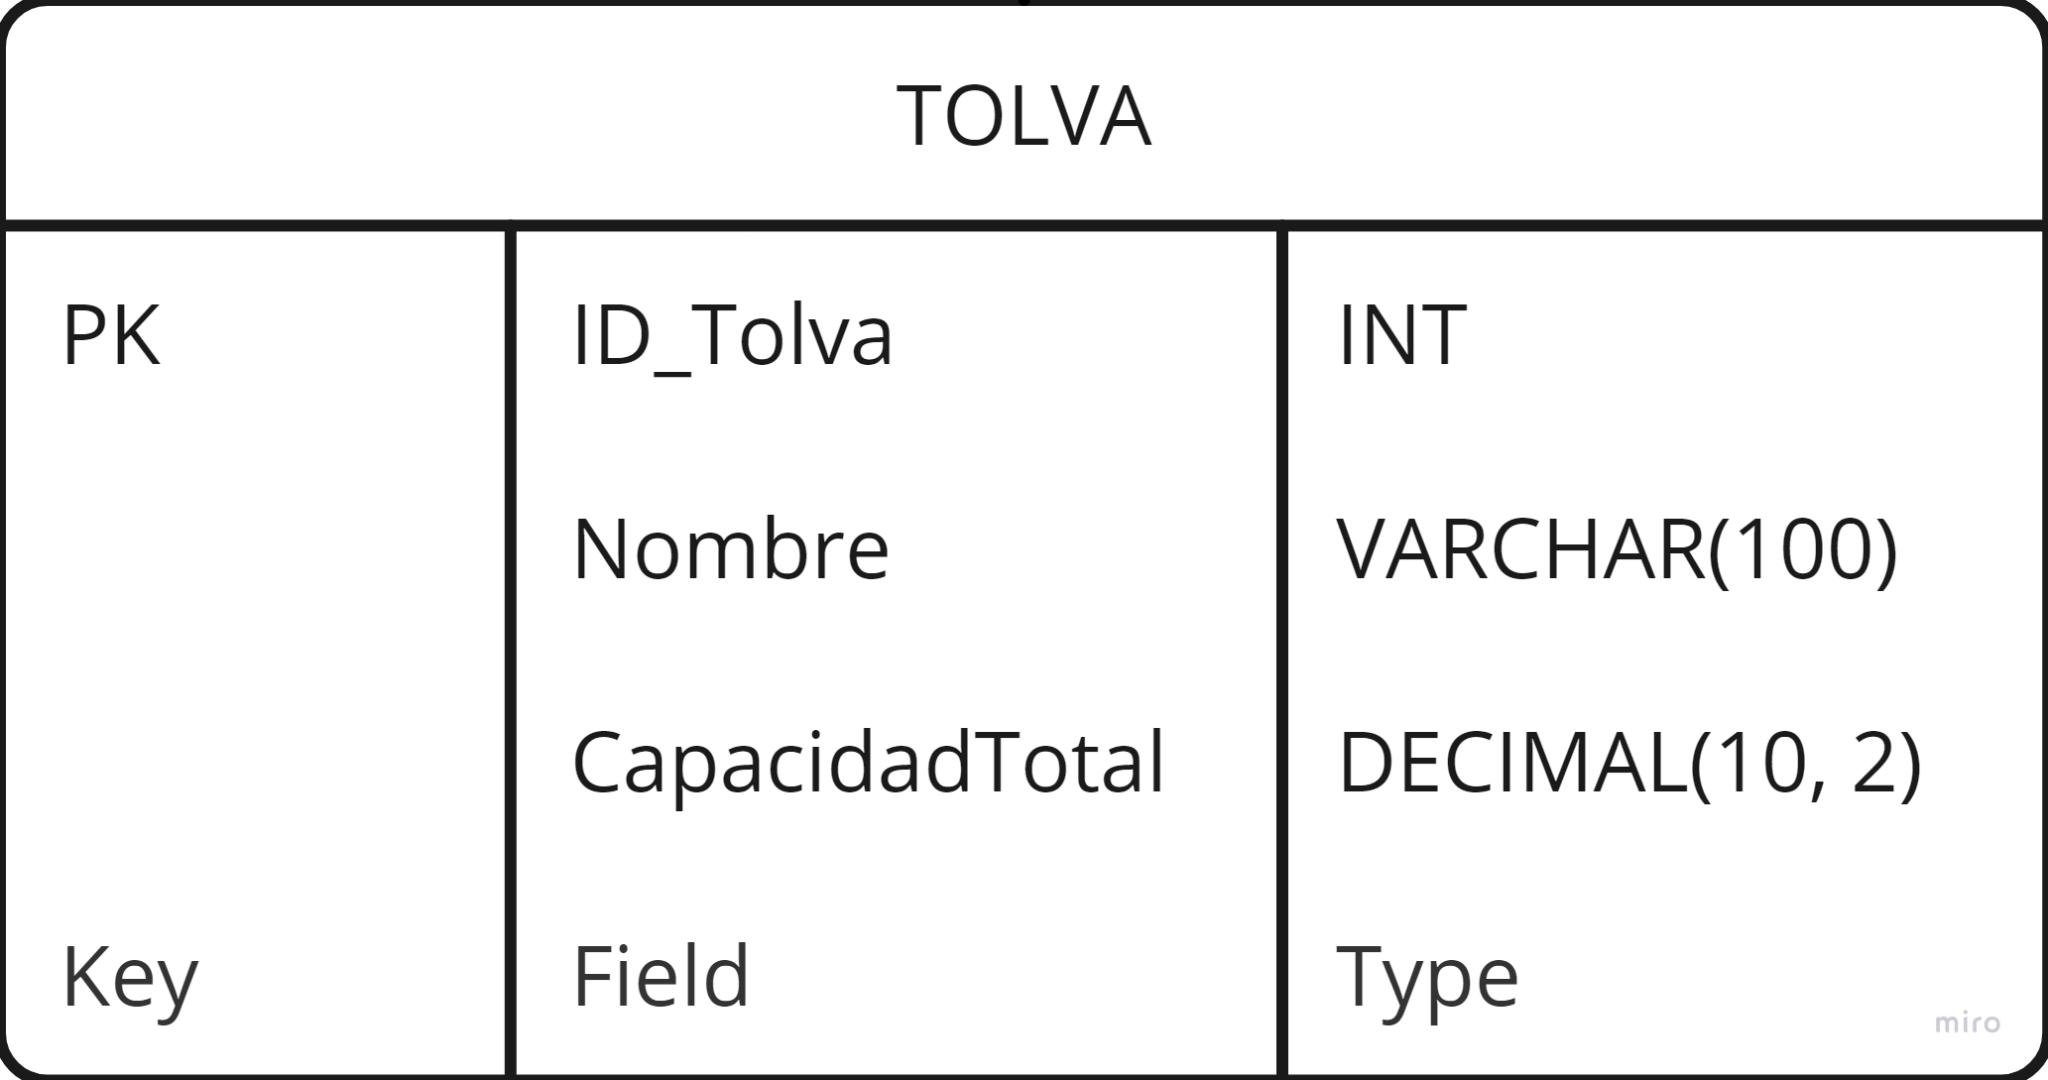 TOLVA
PK ID_Tolva INT
Nombre VARCHAR(100)
CapacidadTotal DECIMAL(10, 2)
Key Field Type
miro